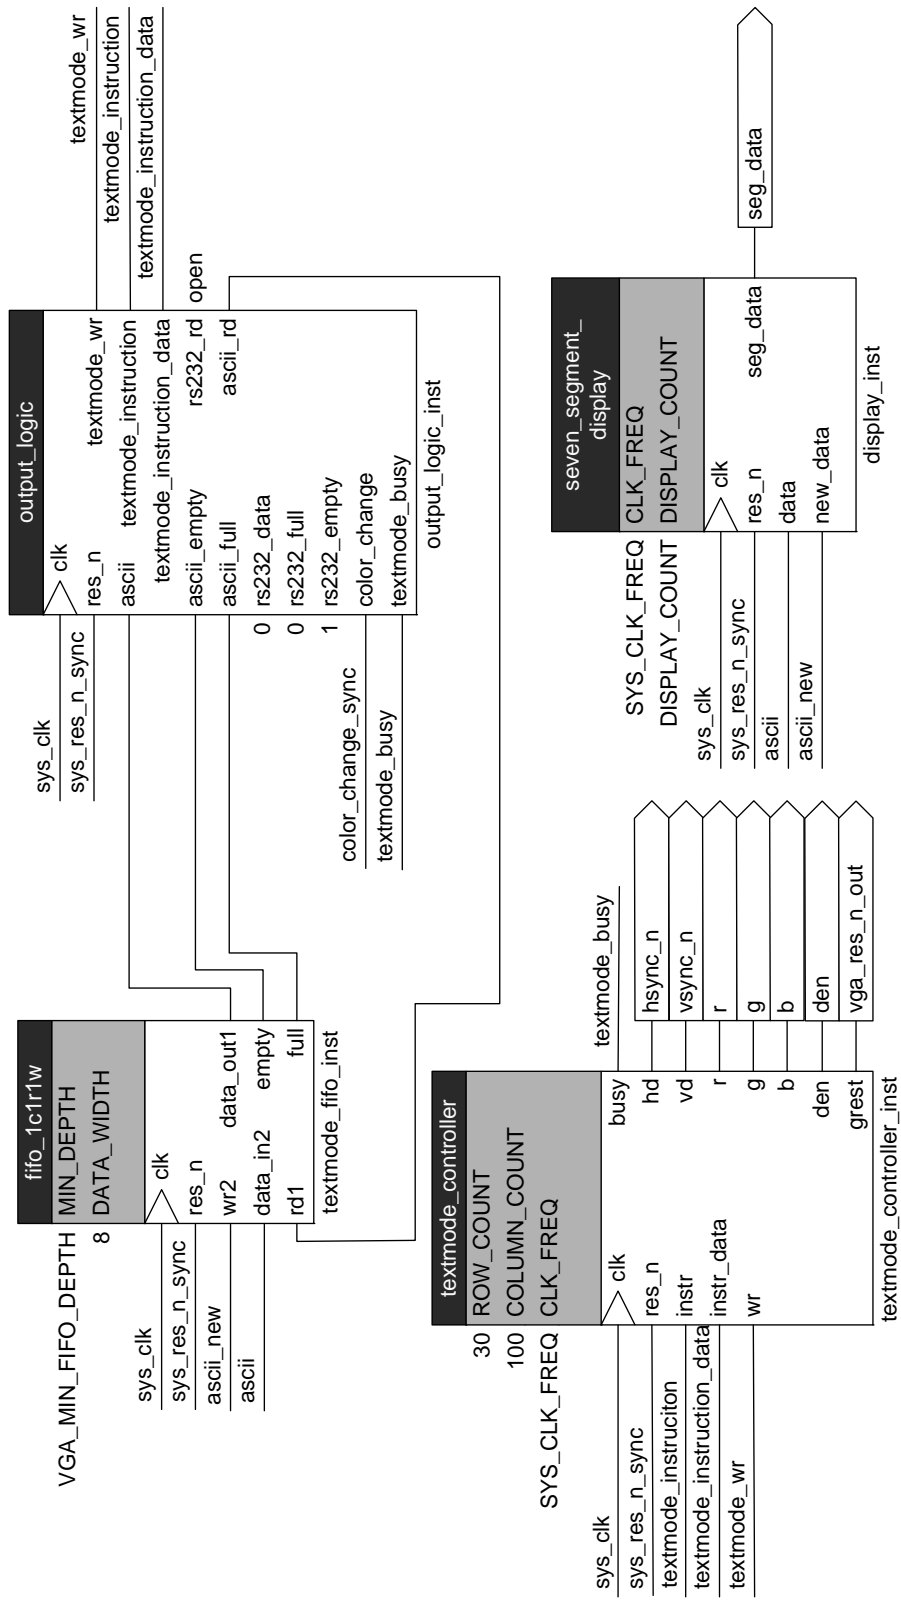 fifo_1c1r1w
VGA_MIN_FIFO_DEPTH
MIN_DEPTH
8
DATA_WIDTH
sys_clk
clk
sys_res_n_sync
res_n
ascii_new
wr2
data_out1
ascii
data_in2
empty
rd1
full
textmode_fifo_inst
output_logic
sys_clk
clk
sys_res_n_sync
res_n
textmode_wr
textmode_wr
ascii
textmode_instruction
textmode_instruction
textmode_instruction_data
textmode_instruction_data
ascii_empty
rs232_rd
open
ascii_full
ascii_rd
0
rs232_data
0
rs232_full
1
rs232_empty
color_change_sync
color_change
textmode_busy
textmode_busy
output_logic_inst
textmode_controller
30
ROW_COUNT
100
COLUMN_COUNT
SYS_CLK_FREQ
CLK_FREQ
sys_clk
clk
busy
textmode_busy
sys_res_n_sync
res_n
hd
hsync_n
textmode_instruciton
instr
vd
vsync_n
textmode_instruction_data
instr_data
r
r
textmode_wr
wr
g
g
b
b
den
den
grest
vga_res_n_out
textmode_controller_inst
seven_segment_
display
SYS_CLK_FREQ
CLK_FREQ
DISPLAY_COUNT
DISPLAY_COUNT
sys_clk
clk
sys_res_n_sync
res_n
seg_data
seg_data
ascii
data
ascii_new
new_data
display_inst